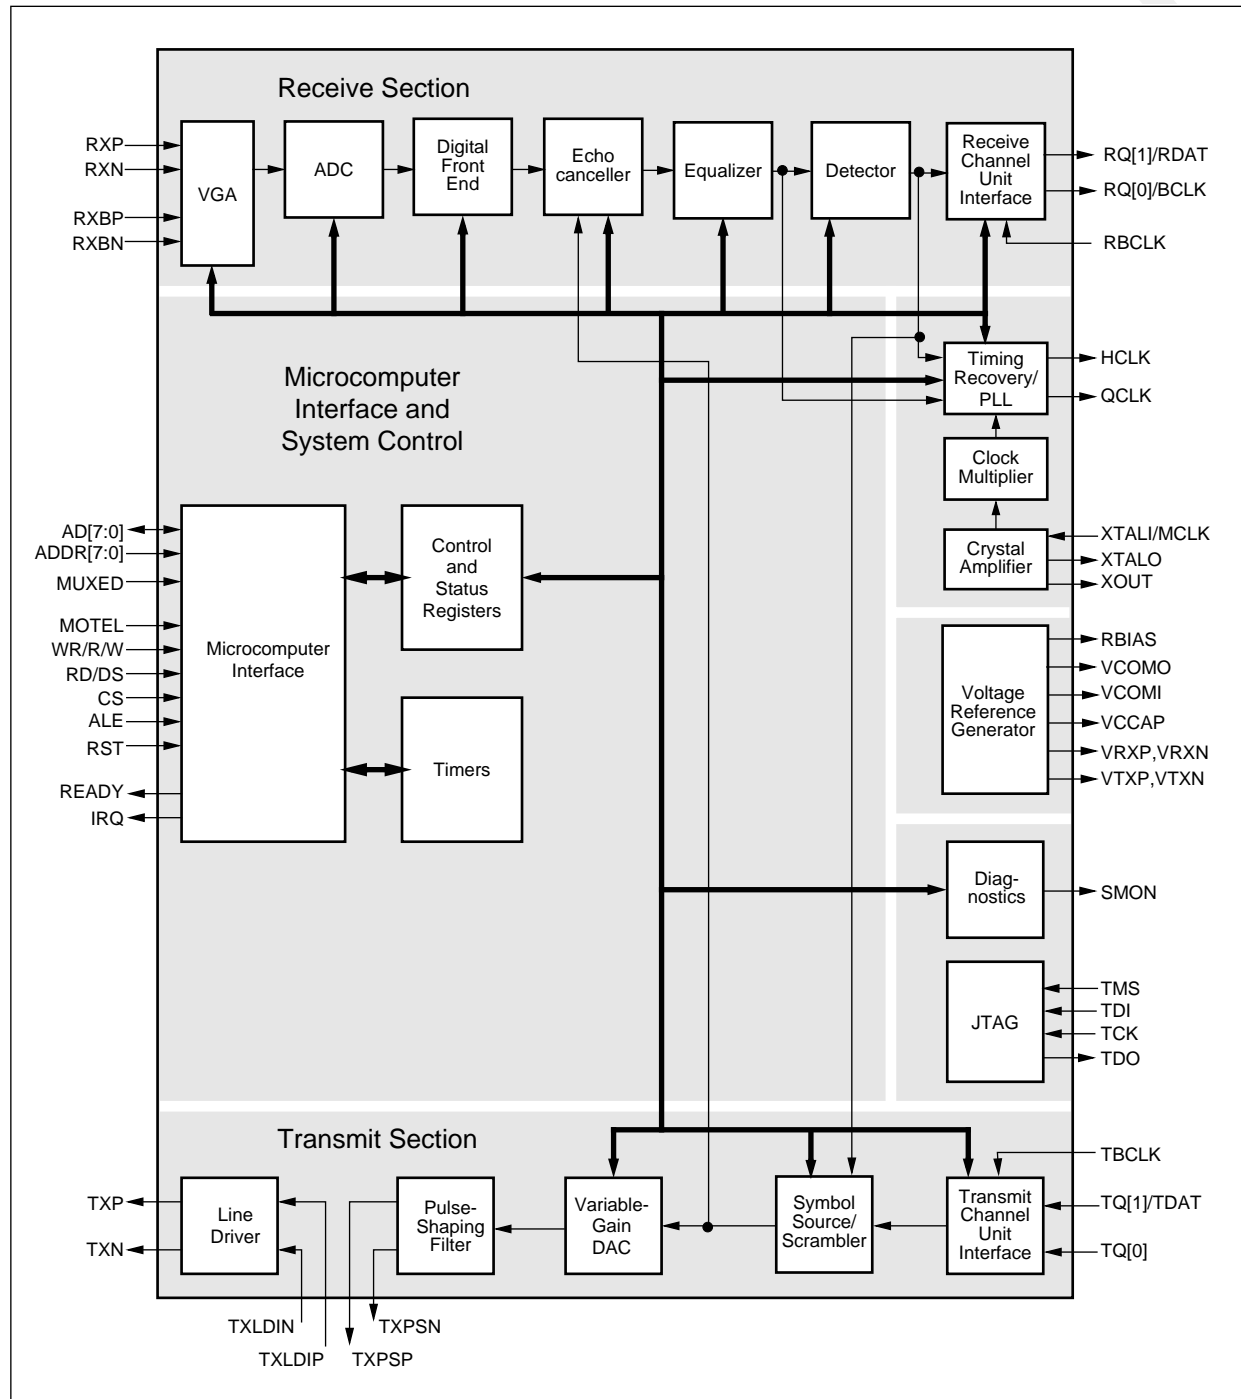 Receive Section
RXP
RXN
RXBP
RXBN
VGA
ADC
Digital
Front
End
Echo
canceller
Equalizer
Detector
Receive
Channel
Unit
Interface
RQ[1]/RDAT
RQ[0]/BCLK
RBCLK
Microcomputer
Interface and
System Control
Timing
Recovery/
PLL
HCLK
QCLK
Clock
Multiplier
Crystal
Amplifier
XTALI/MCLK
XTALO
XOUT
AD[7:0]
ADDR[7:0]
MUXED
MOTEL
WR/R/W
RD/DS
CS
ALE
RST
READY
IRQ
Microcomputer
Interface
Control
and
Status
Registers
Timers
Voltage
Reference
Generator
RBIAS
VCOMO
VCOMI
VCCAP
VRXP,VRXN
VTXP,VTXN
Diag-
nostics
SMON
JTAG
TMS
TDI
TCK
TDO
Transmit Section
TXP
TXN
Line
Driver
Pulse-
Shaping
Filter
Variable-
Gain
DAC
Symbol
Source/
Scrambler
Transmit
Channel
Unit
Interface
TBCLK
TQ[1]/TDAT
TQ[0]
TXLDIN
TXPSN
TXLDIP
TXPSP